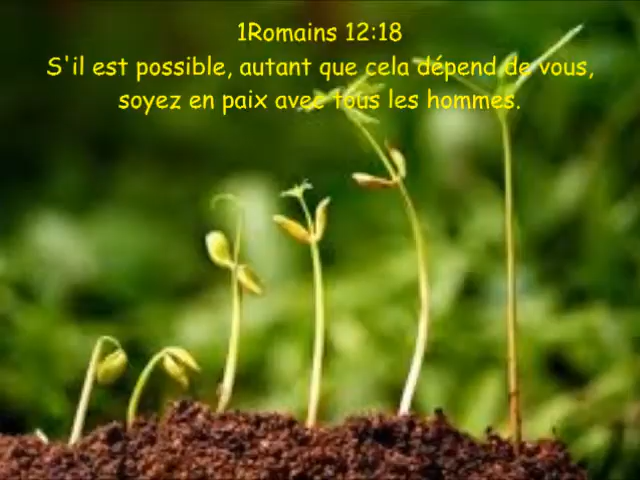 1Romains 12:18
S'il est possible, autant que cela dépend de vous,
soyez en paix avec tous les hommes.